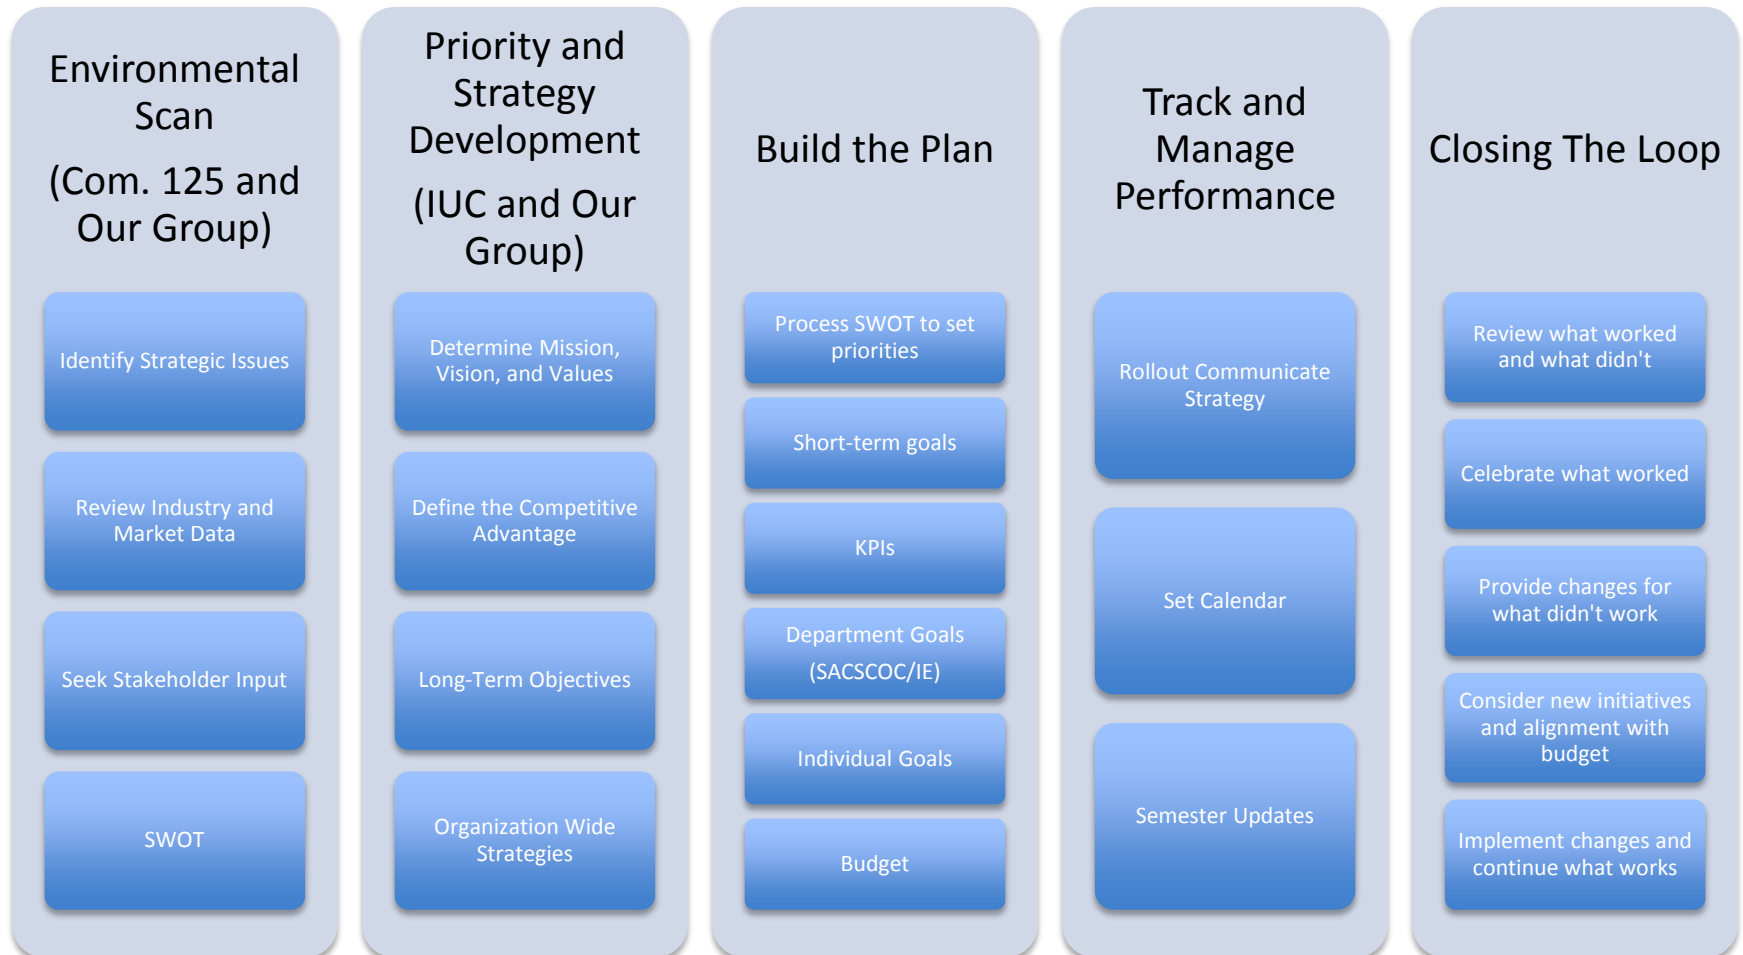 Environmental
Scan
(Com. 125 and
Our Group)
Identify Strategic Issues
Review Industry and
Market Data
Seek Stakeholder Input
SWOT
Priority and
Strategy
Development
(IUC and Our
Group)
Determine Mission,
Vision, and Values
Define the Competitive
Advantage
Long-Term Objectives
Organization Wide
Strategies
Build the Plan
Process SWOT to set
priorities
Short-term goals
KPIs
Department Goals
(SACSCOC/IE)
Individual Goals
Budget
Track and
Manage
Performance
Rollout Communicate
Strategy
Set Calendar
Semester Updates
Closing The Loop
Review what worked
and what didn't
Celebrate what worked
Provide changes for
what didn't work
Consider new initiatives
and alignment with
budget
Implement changes and
continue what works